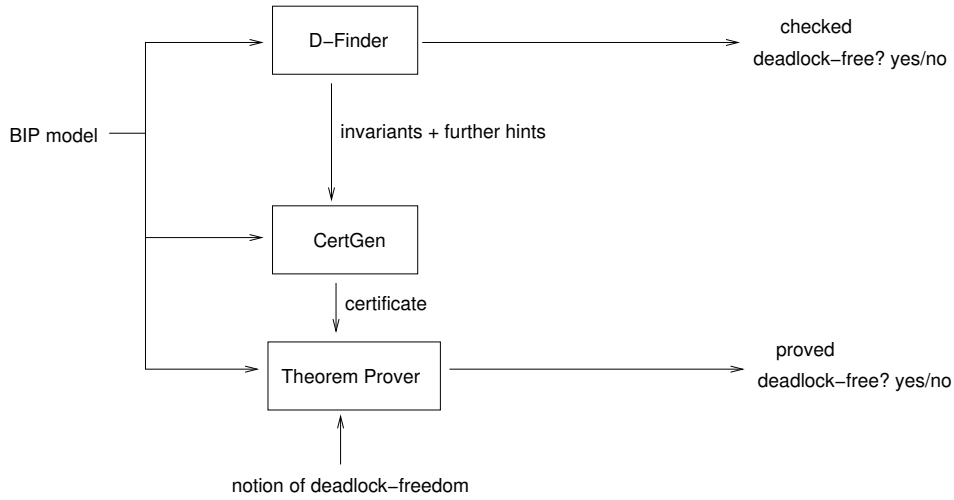 checked
D−Finder
deadlock−free? yes/no
BIP model
invariants + further hints
CertGen
certificate
proved
Theorem Prover
deadlock−free? yes/no
notion of deadlock−freedom